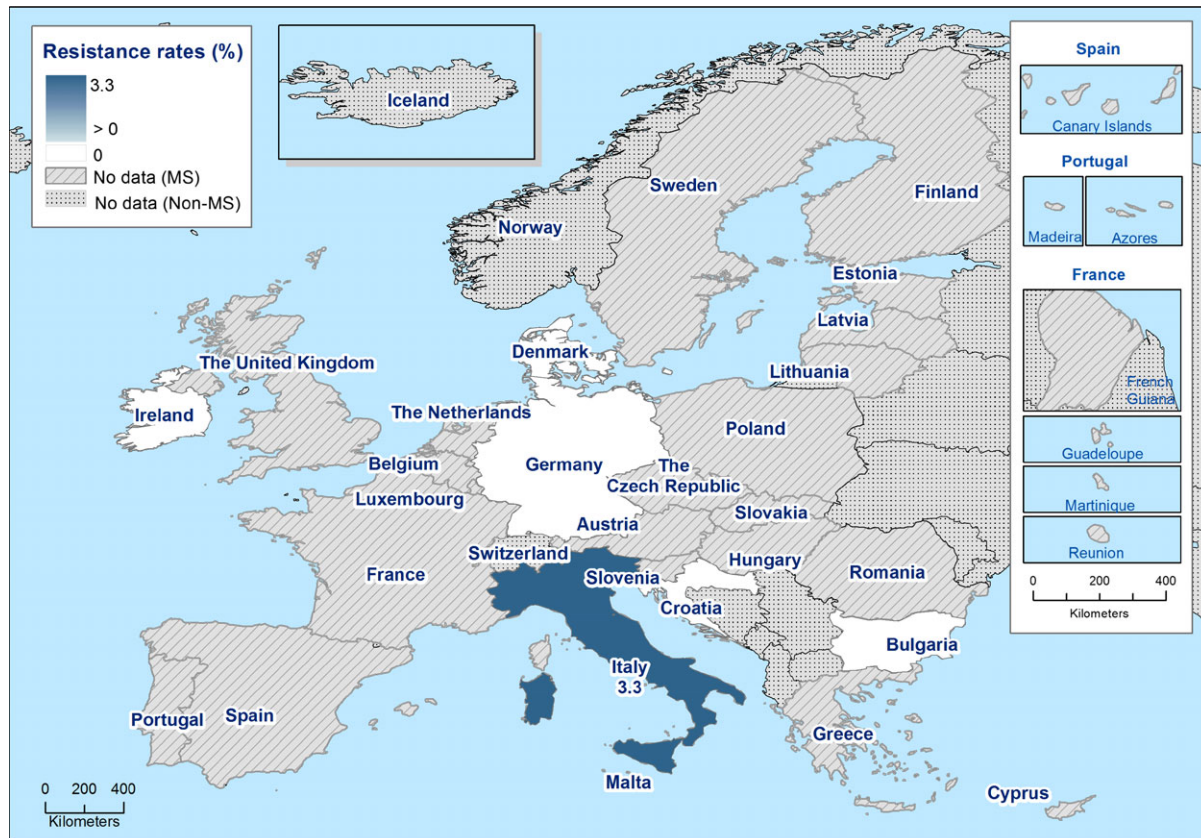 Resistance rates (%)
3.3
> 0
0
No data (MS)
No data (Non-MS)
Iceland
Norway
Sweden
Finland
Estonia
Latvia
Lithuania
Denmark
The United Kingdom
Ireland
The Netherlands
Belgium
Luxembourg
Germany
Poland
The
Czech Republic
Slovakia
Austria
Switzerland
France
Slovenia
Hungary
Romania
Croatia
Bulgaria
Italy
3.3
Portugal
Spain
Greece
Malta
Cyprus
0 200 400
Kilometers
Spain
Canary Islands
Portugal
Madeira
Azores
France
French
Guiana
Guadeloupe
Martinique
Reunion
0 200 400
Kilometers